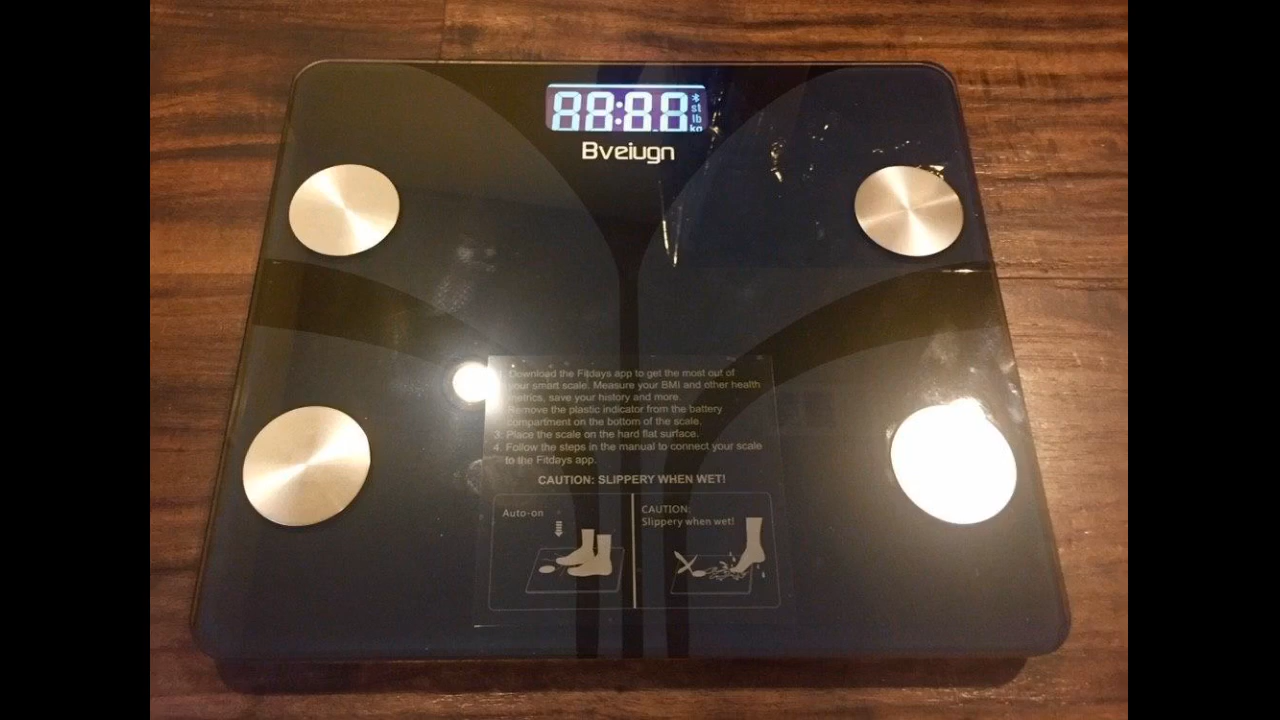 88:88
st
lb
kg
Bveiugn
Download the Fitdays app to get the most out of
your smart scale. Measure your BMI and other health
metrics, save your history and more.
Remove the plastic indicator from the battery
compartment on the bottom of the scale.
3. Place the scale on the hard flat surface.
4. Follow the steps in the manual to connect your scale
to the Fitdays app.
CAUTION: SLIPPERY WHEN WET!
Auto-on
CAUTION:
Slippery when wet!